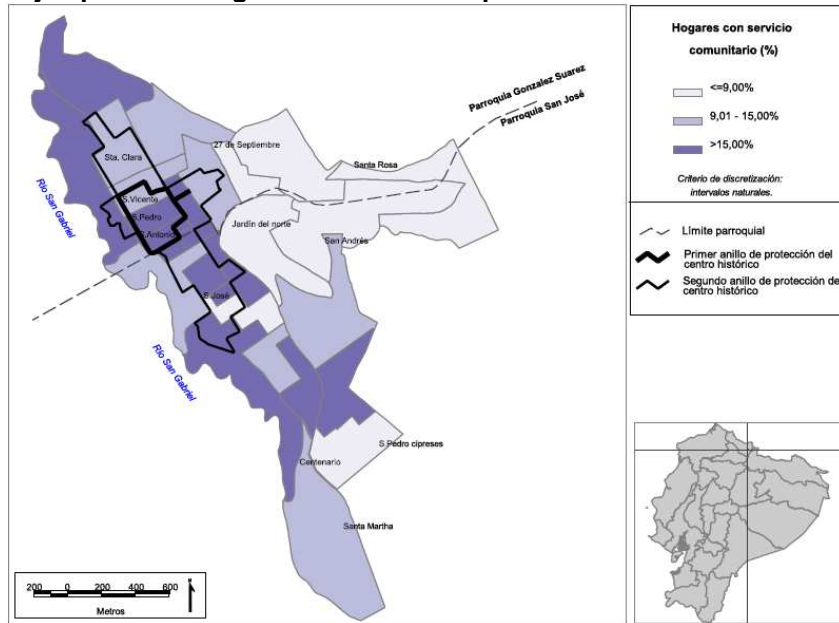 Parroquia Gonzalez Suarez
Parroquia San José
27 de Septiembre
Sta. Clara
Santa Rosa
S.Vicente
S.Pedro
S.Antonio
Jardín del norte
San Andrés
S.José
Río San Gabriel
Río San Gabriel
S.Pedro cipreses
Centenario
Santa Martha
200 0 200 400 600
Metros
N
Hogares con servicio
comunitario (%)
<=9,00%
9,01 - 15,00%
>15,00%
Criterio de discretización:
intervalos naturales.
Límite parroquial
Primer anillo de protección del
centro histórico
Segundo anillo de protección de
centro histórico